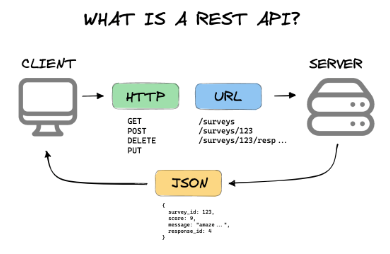 WHAT IS A REST API?
CLIENT
SERVER
HTTP
URL
GET
POST
DELETE
PUT
/surveys
/surveys/123
/surveys/123/resp...
JSON
{
survey_id: 123,
score: 9,
message: "amaze...",
response_id: 4
}